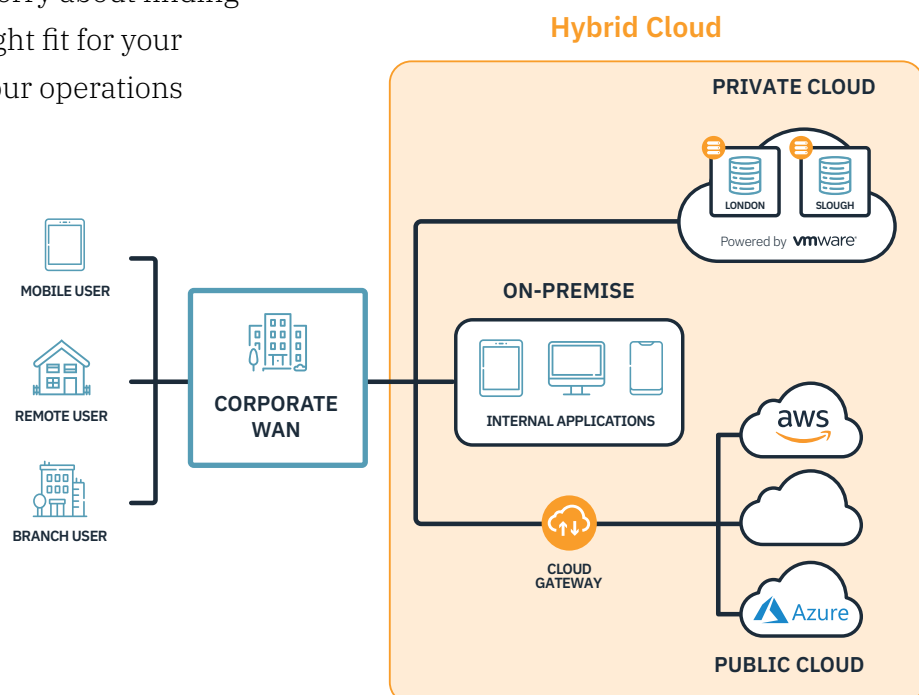 ght fit for your
our operations
Hybrid Cloud
PRIVATE CLOUD
LONDON
SLOUGH
Powered by vmware
MOBILE USER
REMOTE USER
BRANCH USER
CORPORATE
WAN
ON-PREMISE
INTERNAL APPLICATIONS
CLOUD
GATEWAY
aws
Azure
PUBLIC CLOUD